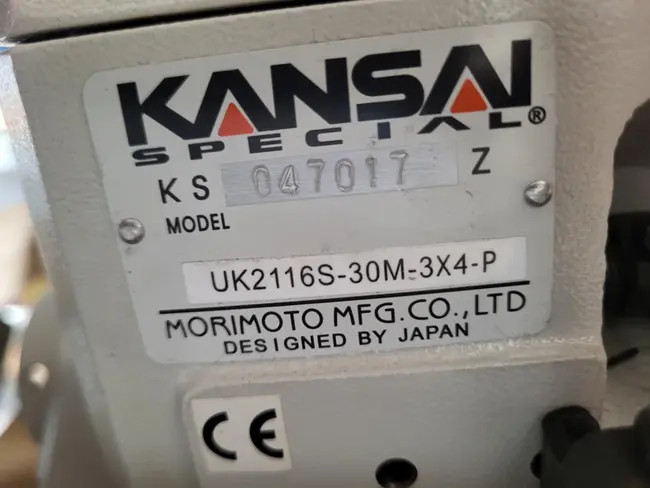 KANSAI
SPECIAL®
KS 047017 Z
MODEL
UK2116S-30M-3X4-P
MORIMOTO MFG.CO.,LTD
DESIGNED BY JAPAN
CE